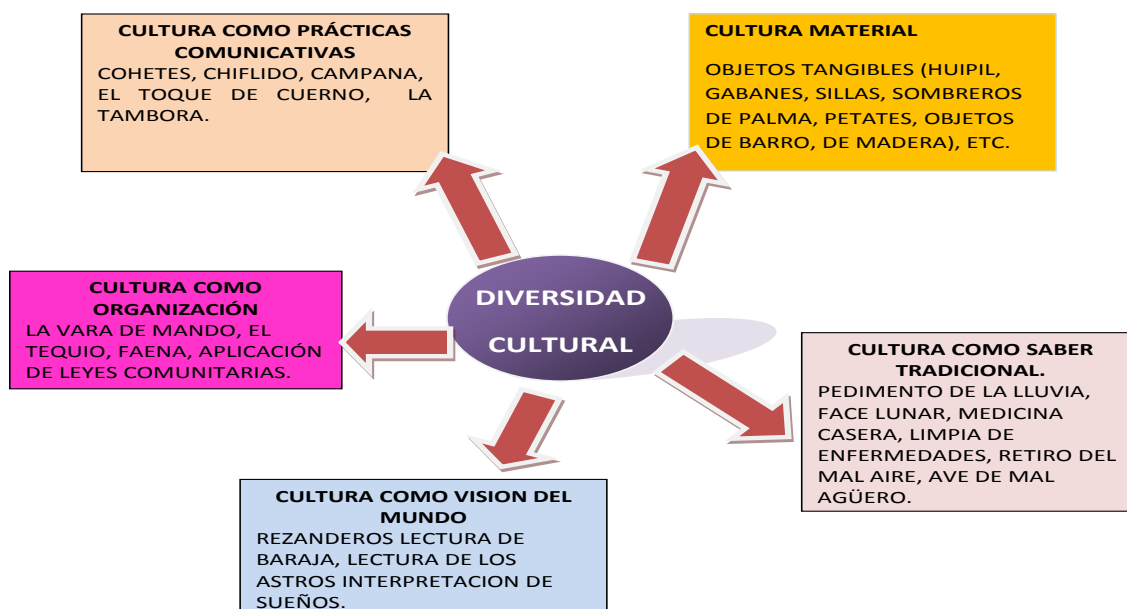 CULTURA COMO PRÁCTICAS
COMUNICATIVAS
COHETES, CHIFLIDO, CAMPANA,
EL TOQUE DE CUERNO, LA
TAMBORA.
CULTURA MATERIAL
OBJETOS TANGIBLES (HUIPIL,
GABANES, SILLAS, SOMBREROS
DE PALMA, PETATES, OBJETOS
DE BARRO, DE MADERA), ETC.
DIVERSIDAD
CULTURAL
CULTURA COMO
ORGANIZACIÓN
LA VARA DE MANDO, EL
TEQUIO, FAENA, APLICACIÓN
DE LEYES COMUNITARIAS.
CULTURA COMO SABER
TRADICIONAL.
PEDIMENTO DE LA LLUVIA,
FACE LUNAR, MEDICINA
CASERA, LIMPIA DE
ENFERMEDADES, RETIRO DEL
MAL AIRE, AVE DE MAL
AGÜERO.
CULTURA COMO VISION DEL
MUNDO
REZANDEROS LECTURA DE
BARAJA, LECTURA DE LOS
ASTROS INTERPRETACION DE
SUEÑOS.